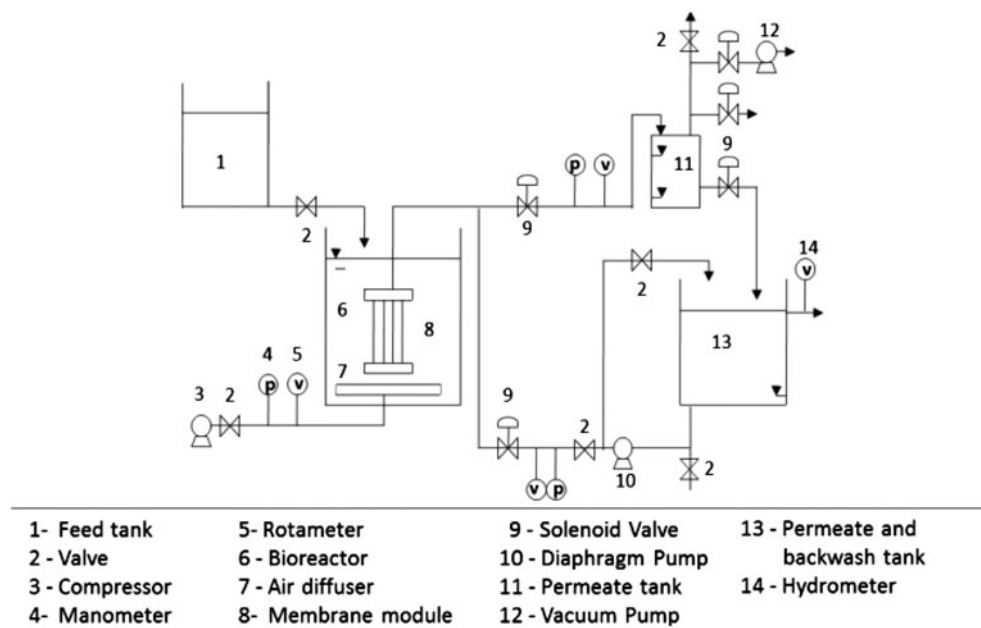 2
12
9
1
11
p
v
9
2
14
v
2
6
8
13
4
5
7
p
v
3
2
9
2
v
p
10
2
1- Feed tank
2 - Valve
3 - Compressor
4- Manometer
5- Rotameter
6 - Bioreactor
7 - Air diffuser
8- Membrane module
9 - Solenoid Valve
10 - Diaphragm Pump
11 - Permeate tank
12 - Vacuum Pump
13 - Permeate and
backwash tank
14 - Hydrometer